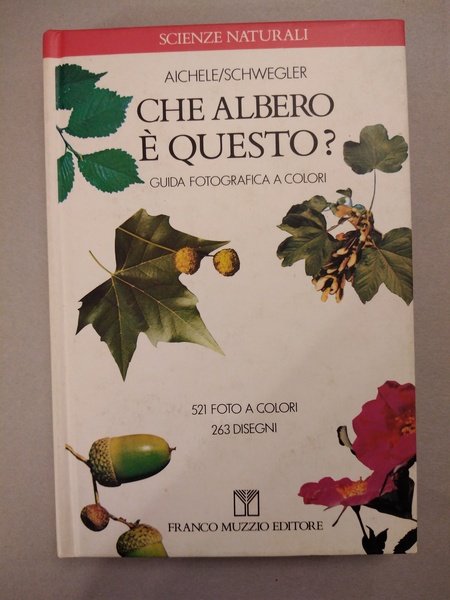 SCIENZE NATURALI
AICHELE/SCHWEGLER
CHE ALBERO
È QUESTO?
GUIDA FOTOGRAFICA A COLORI
521 FOTO A COLORI
263 DISEGNI
FRANCO MUZZIO EDITORE